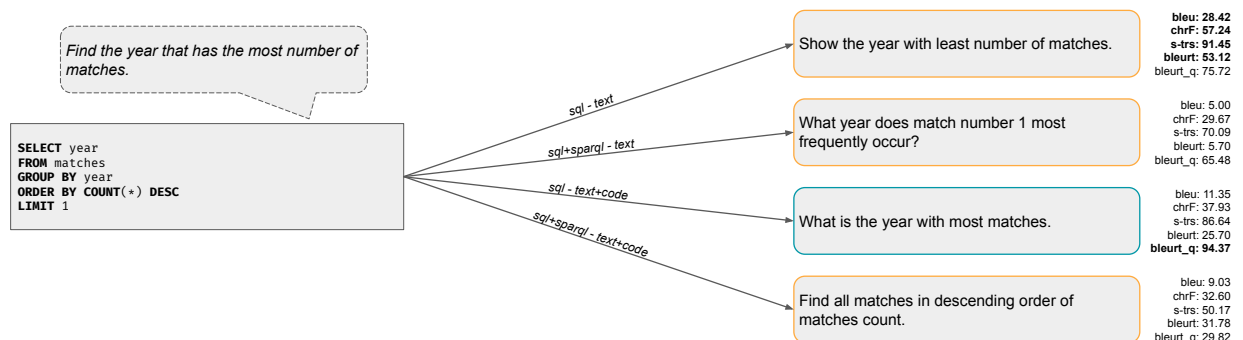 Find the year that has the most number of
matches.
SELECT year
FROM matches
GROUP BY year
ORDER BY COUNT(*) DESC
LIMIT 1
sql - text
sql+sparql - text
sql - text+code
sql+sparql - text+code
Show the year with least number of matches.
bleu: 28.42
chrF: 57.24
s-trs: 91.45
bleurt: 53.12
bleurt_q: 75.72
What year does match number 1 most
frequently occur?
bleu: 5.00
chrF: 29.67
s-trs: 70.09
bleurt: 5.70
bleurt_q: 65.48
What is the year with most matches.
bleu: 11.35
chrF: 37.93
s-trs: 86.64
bleurt: 25.70
bleurt_q: 94.37
Find all matches in descending order of
matches count.
bleu: 9.03
chrF: 32.60
s-trs: 50.17
bleurt: 31.78
bleurt_q: 29.82